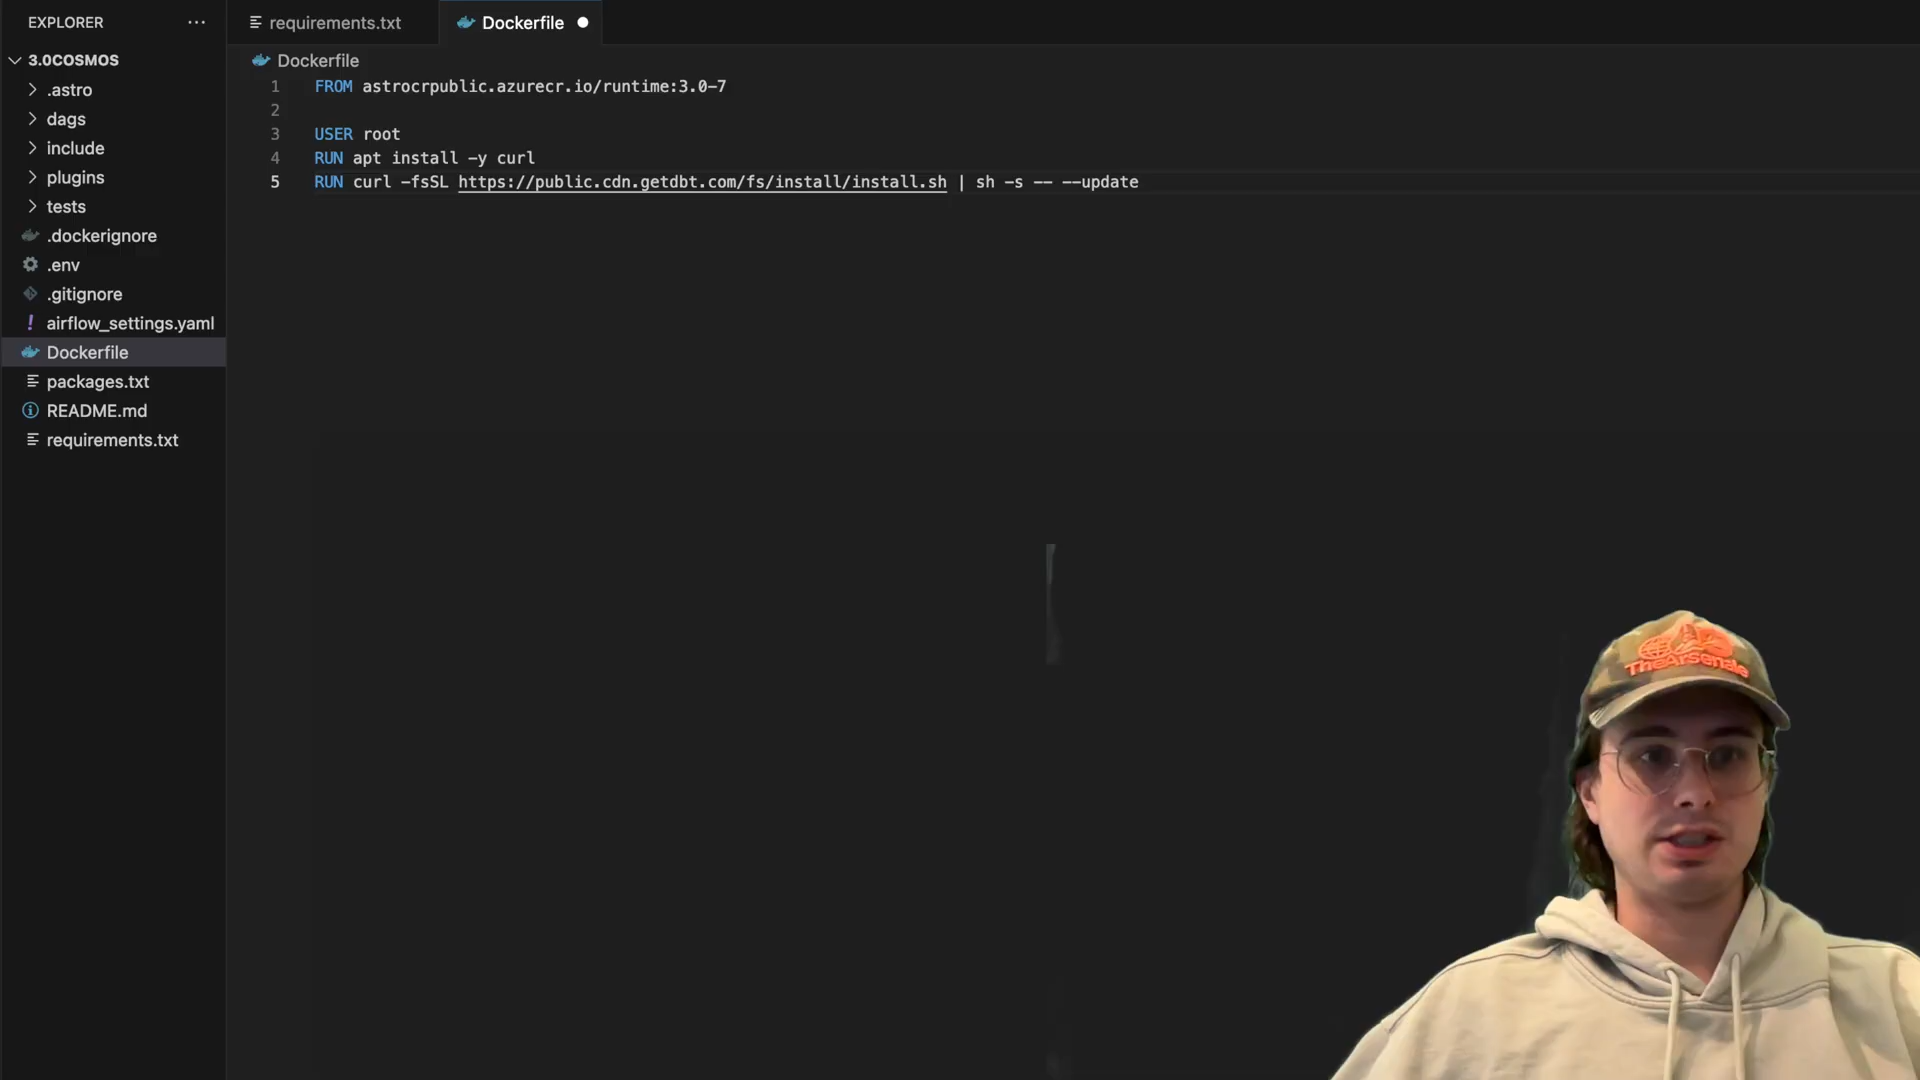 EXPLORER
requirements.txt
Dockerfile
3.0COSMOS
Dockerfile
.astro
dags
include
plugins
tests
.dockerignore
.env
.gitignore
airflow_settings.yaml
Dockerfile
packages.txt
README.md
requirements.txt
1 FROM astrocrpublic.azurecr.io/runtime:3.0-7
2
3 USER root
4 RUN apt install -y curl
5 RUN curl -fsSL https://public.cdn.getdbt.com/fs/install/install.sh | sh -s -- --update
TheArsenale